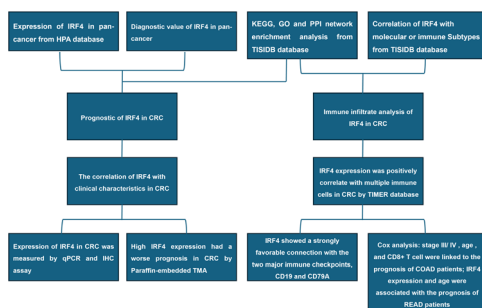 Expression of IRF4 in pan-
cancer from HPA database
Diagnostic value of IRF4 in pan-
cancer
KEGG, GO and PPI network
enrichment analysis from
TISIDB database
Correlation of IRF4 with
molecular or immune Subtypes
from TISIDB database
Prognostic of IRF4 in CRC
Immune infiltrate analysis of
IRF4 in CRC
The correlation of IRF4 with
clinical characteristics in CRC
IRF4 expression was positively
correlate with multiple immune
cells in CRC by TIMER database
Expression of IRF4 in CRC was
measured by qPCR and IHC
assay
High IRF4 expression had a
worse prognosis in CRC by
Paraffin-embedded TMA
IRF4 showed a strongly
favorable connection with the
two major immune checkpoints,
CD19 and CD79A
Cox analysis: stage III/ IV , age ,
and CD8+ T cell were linked to the
prognosis of COAD patients; IRF4
expression and age were
associated with the prognosis of
READ patients